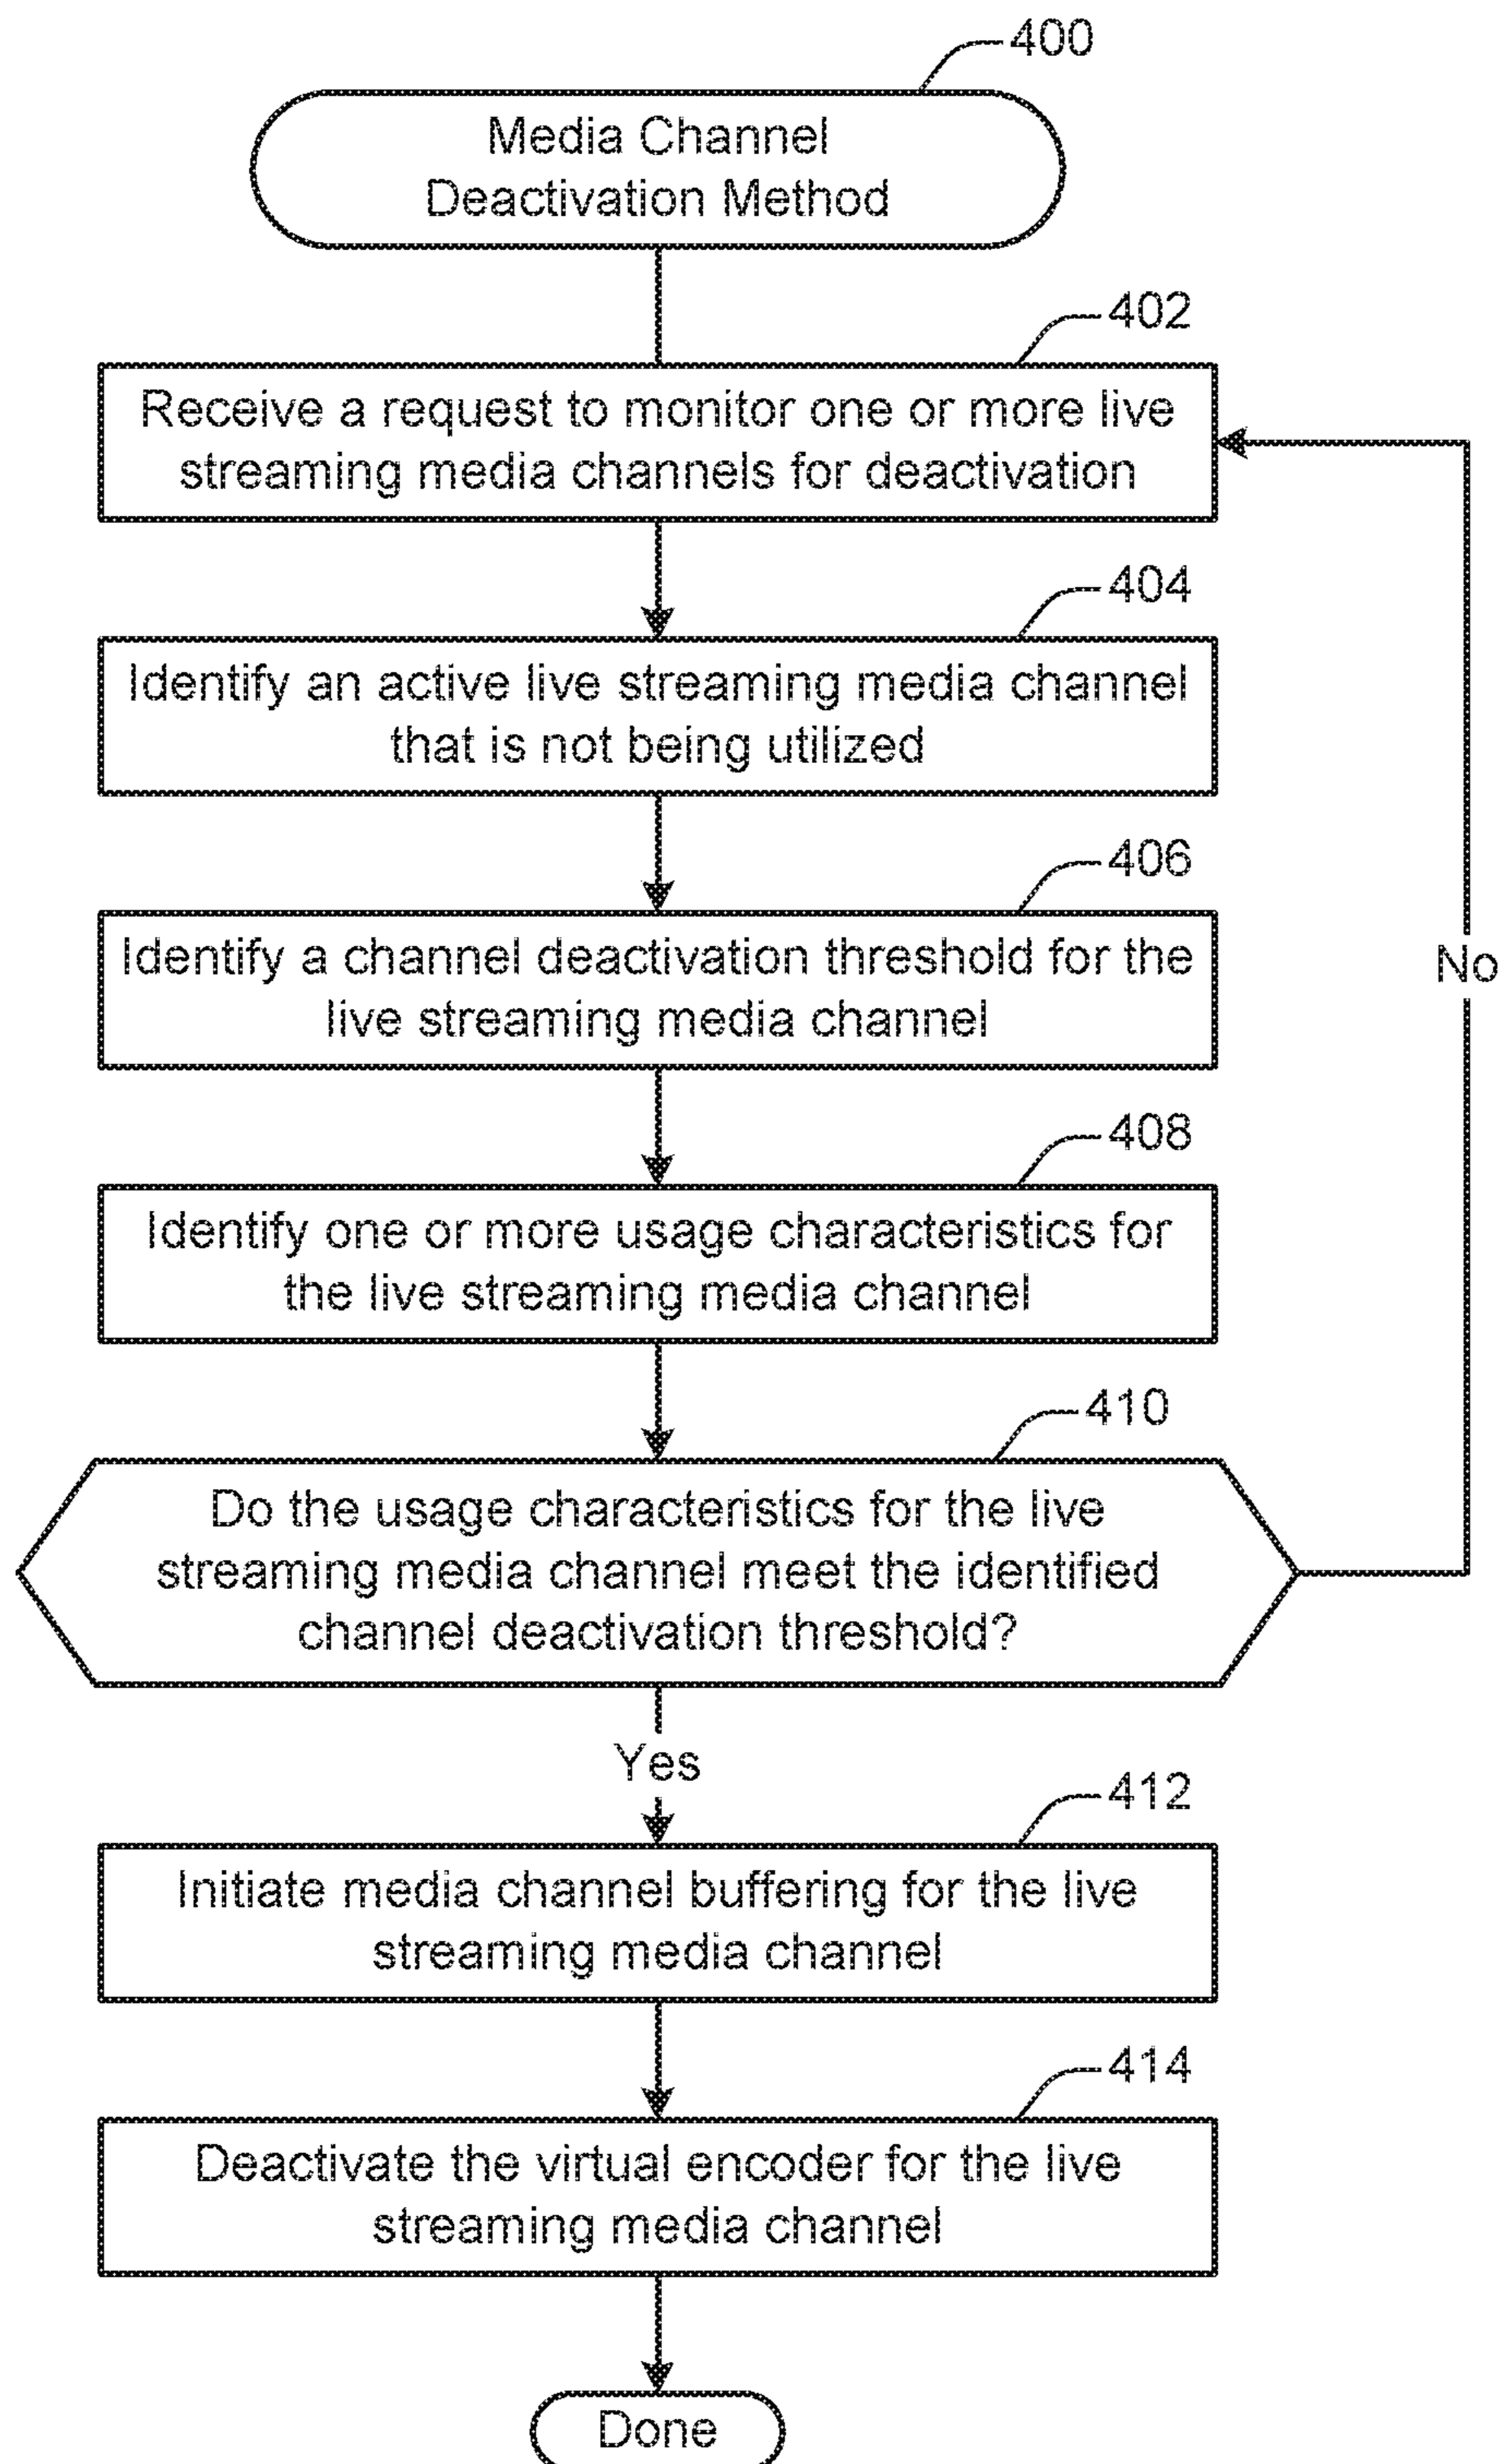 400
Media Channel
Deactivation Method
402
Receive a request to monitor one or more live
streaming media channels for deactivation
404
Identify an active live streaming media channel
that is not being utilized
406
Identify a channel deactivation threshold for the
live streaming media channel
No
408
Identify one or more usage characteristics for
the live streaming media channel
410
Do the usage characteristics for the live
streaming media channel meet the identified
channel deactivation threshold?
Yes
412
Initiate media channel buffering for the live
streaming media channel
414
Deactivate the virtual encoder for the live
streaming media channel
Done